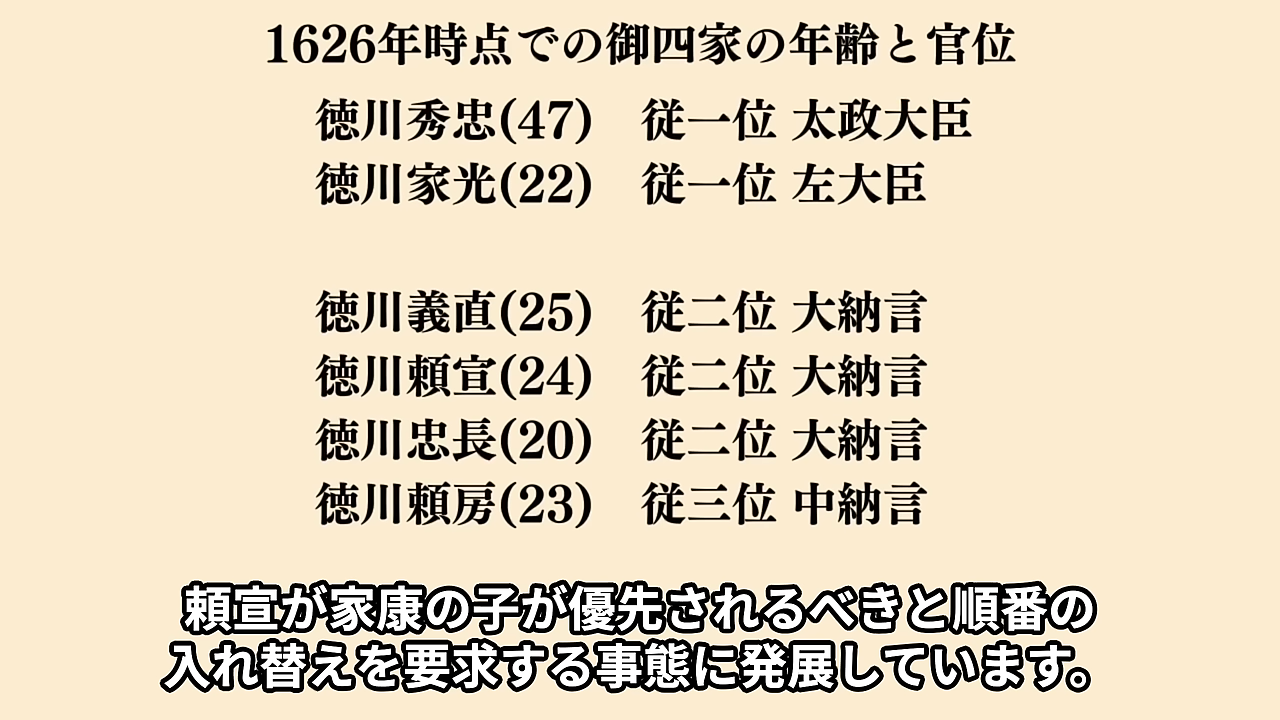 1626年時点での御四家の年齢と官位
徳川秀忠(47) 従一位 太政大臣
徳川家光(22) 従一位 左大臣
徳川義直(25) 従二位 大納言
徳川頼宣(24) 従二位 大納言
徳川忠長(20) 従二位 大納言
徳川頼房(23) 従三位 中納言
頼宣が家康の子が優先されるべきと順番の
入れ替えを要求する事態に発展しています。